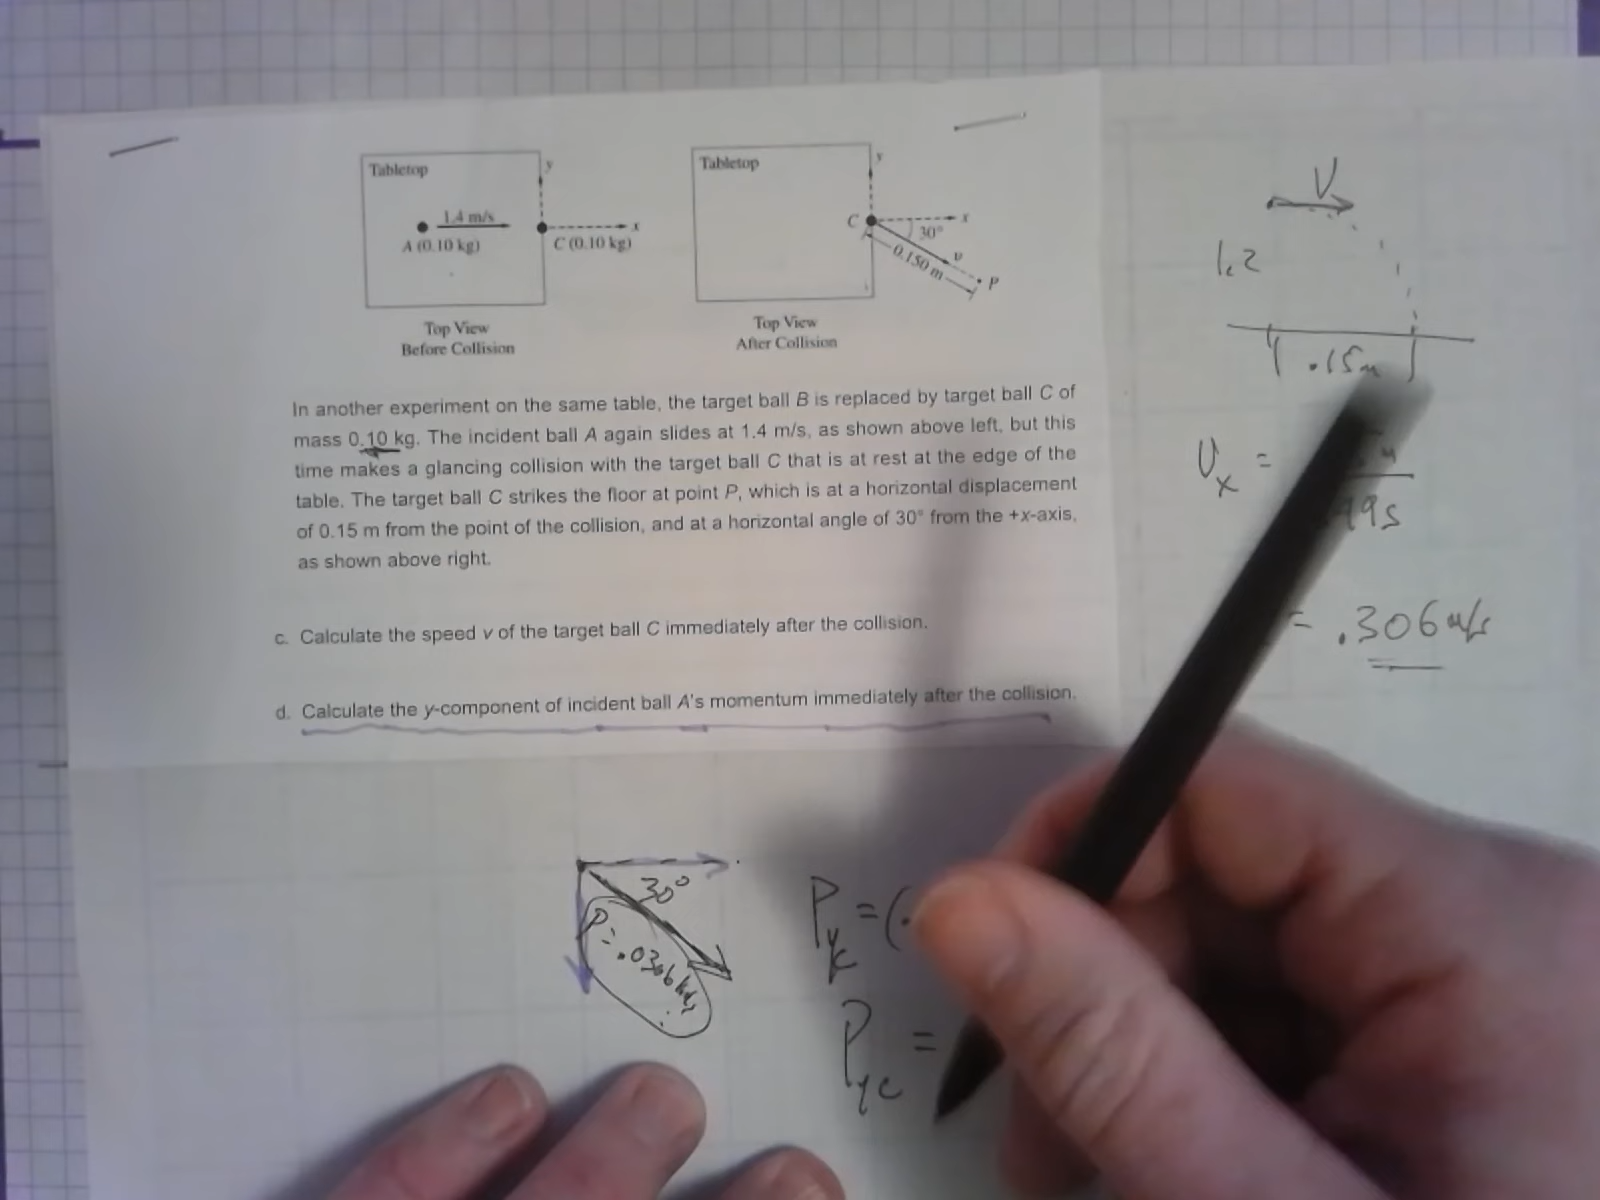 Tabletop
y
1.4 m/s
x
A (0.10 kg)
C (0.10 kg)
Top View
Before Collision
Tabletop
y
C
x
30°
v
0.150 m
P
Top View
After Collision
In another experiment on the same table, the target ball B is replaced by target ball C of
mass 0.10 kg. The incident ball A again slides at 1.4 m/s, as shown above left, but this
time makes a glancing collision with the target ball C that is at rest at the edge of the
table. The target ball C strikes the floor at point P, which is at a horizontal displacement
of 0.15 m from the point of the collision, and at a horizontal angle of 30° from the +x-axis,
as shown above right.
c. Calculate the speed v of the target ball C immediately after the collision.
d. Calculate the y-component of incident ball A's momentum immediately after the collision.
V
1.2
.15m
Vx =
99s
= .306 m/s
30°
P = .0306
Pyc = (.
Pyc =